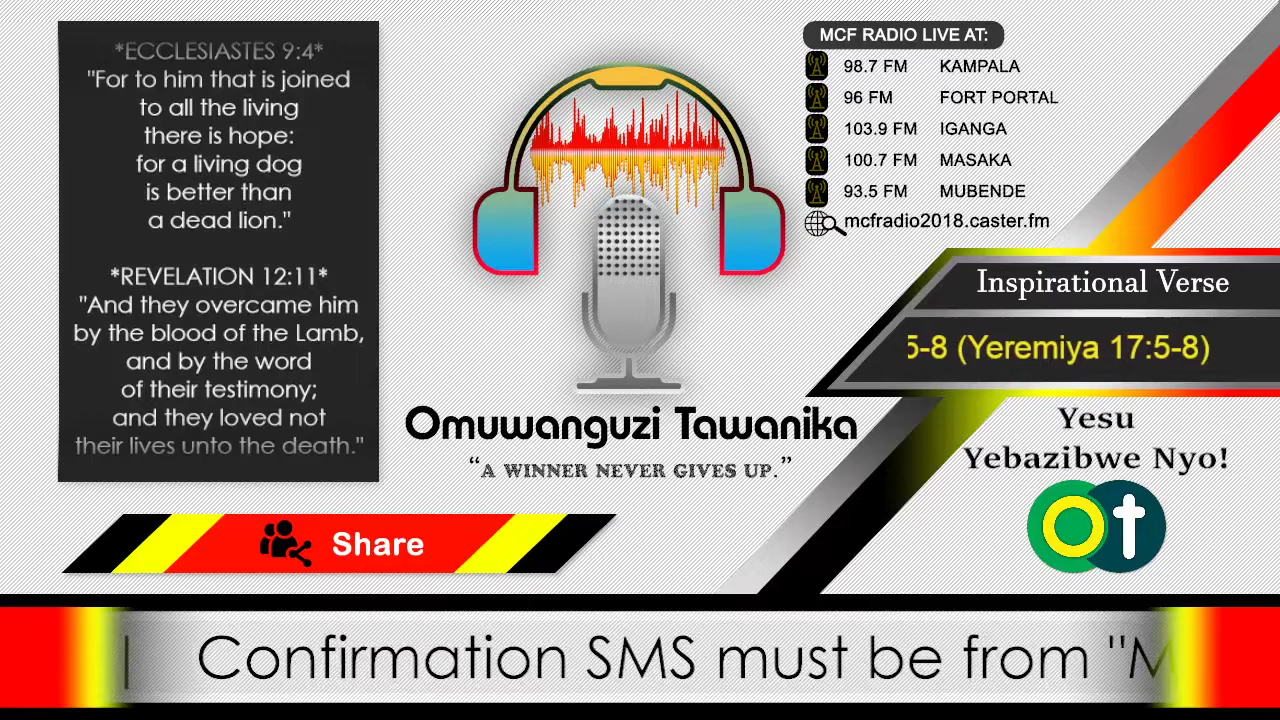 *ECCLESIASTES 9:4*
"For to him that is joined
to all the living
there is hope:
for a living dog
is better than
a dead lion."
*REVELATION 12:11*
"And they overcame him
by the blood of the Lamb,
and by the word
of their testimony;
and they loved not
their lives unto the death."
Omuwanguzi Tawanika
“A WINNER NEVER GIVES UP.”
Share
MCF RADIO LIVE AT:
98.7 FM KAMPALA
96 FM FORT PORTAL
103.9 FM IGANGA
100.7 FM MASAKA
93.5 FM MUBENDE
mcfradio2018.caster.fm
Inspirational Verse
5-8 (Yeremiya 17:5-8)
Yesu
Yebazibwe Nyo!
ot
| Confirmation SMS must be from "M